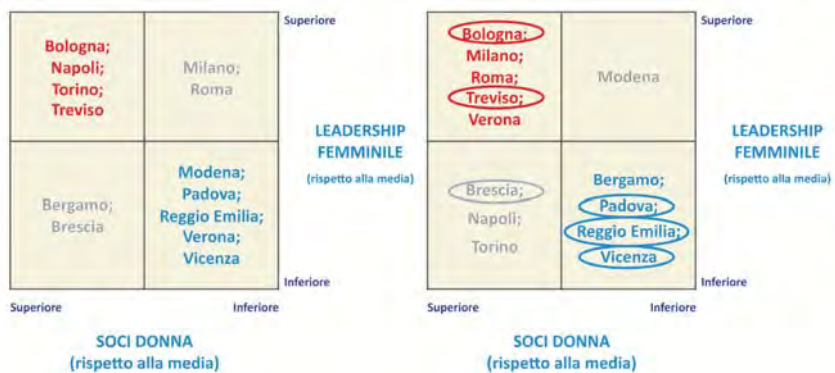 Superiore
Bologna;
Napoli;
Torino;
Treviso
Milano;
Roma
LEADERSHIP
FEMMINILE
(rispetto alla media)
Bergamo;
Brescia
Modena;
Padova;
Reggio Emilia;
Verona;
Vicenza
Inferiore
Superiore
Inferiore
SOCI DONNA
(rispetto alla media)
Superiore
Bologna;
Milano;
Roma;
Treviso;
Verona
Modena
LEADERSHIP
FEMMINILE
(rispetto alla media)
Brescia;
Napoli;
Torino
Bergamo;
Padova;
Reggio Emilia;
Vicenza
Inferiore
Superiore
Inferiore
SOCI DONNA
(rispetto alla media)